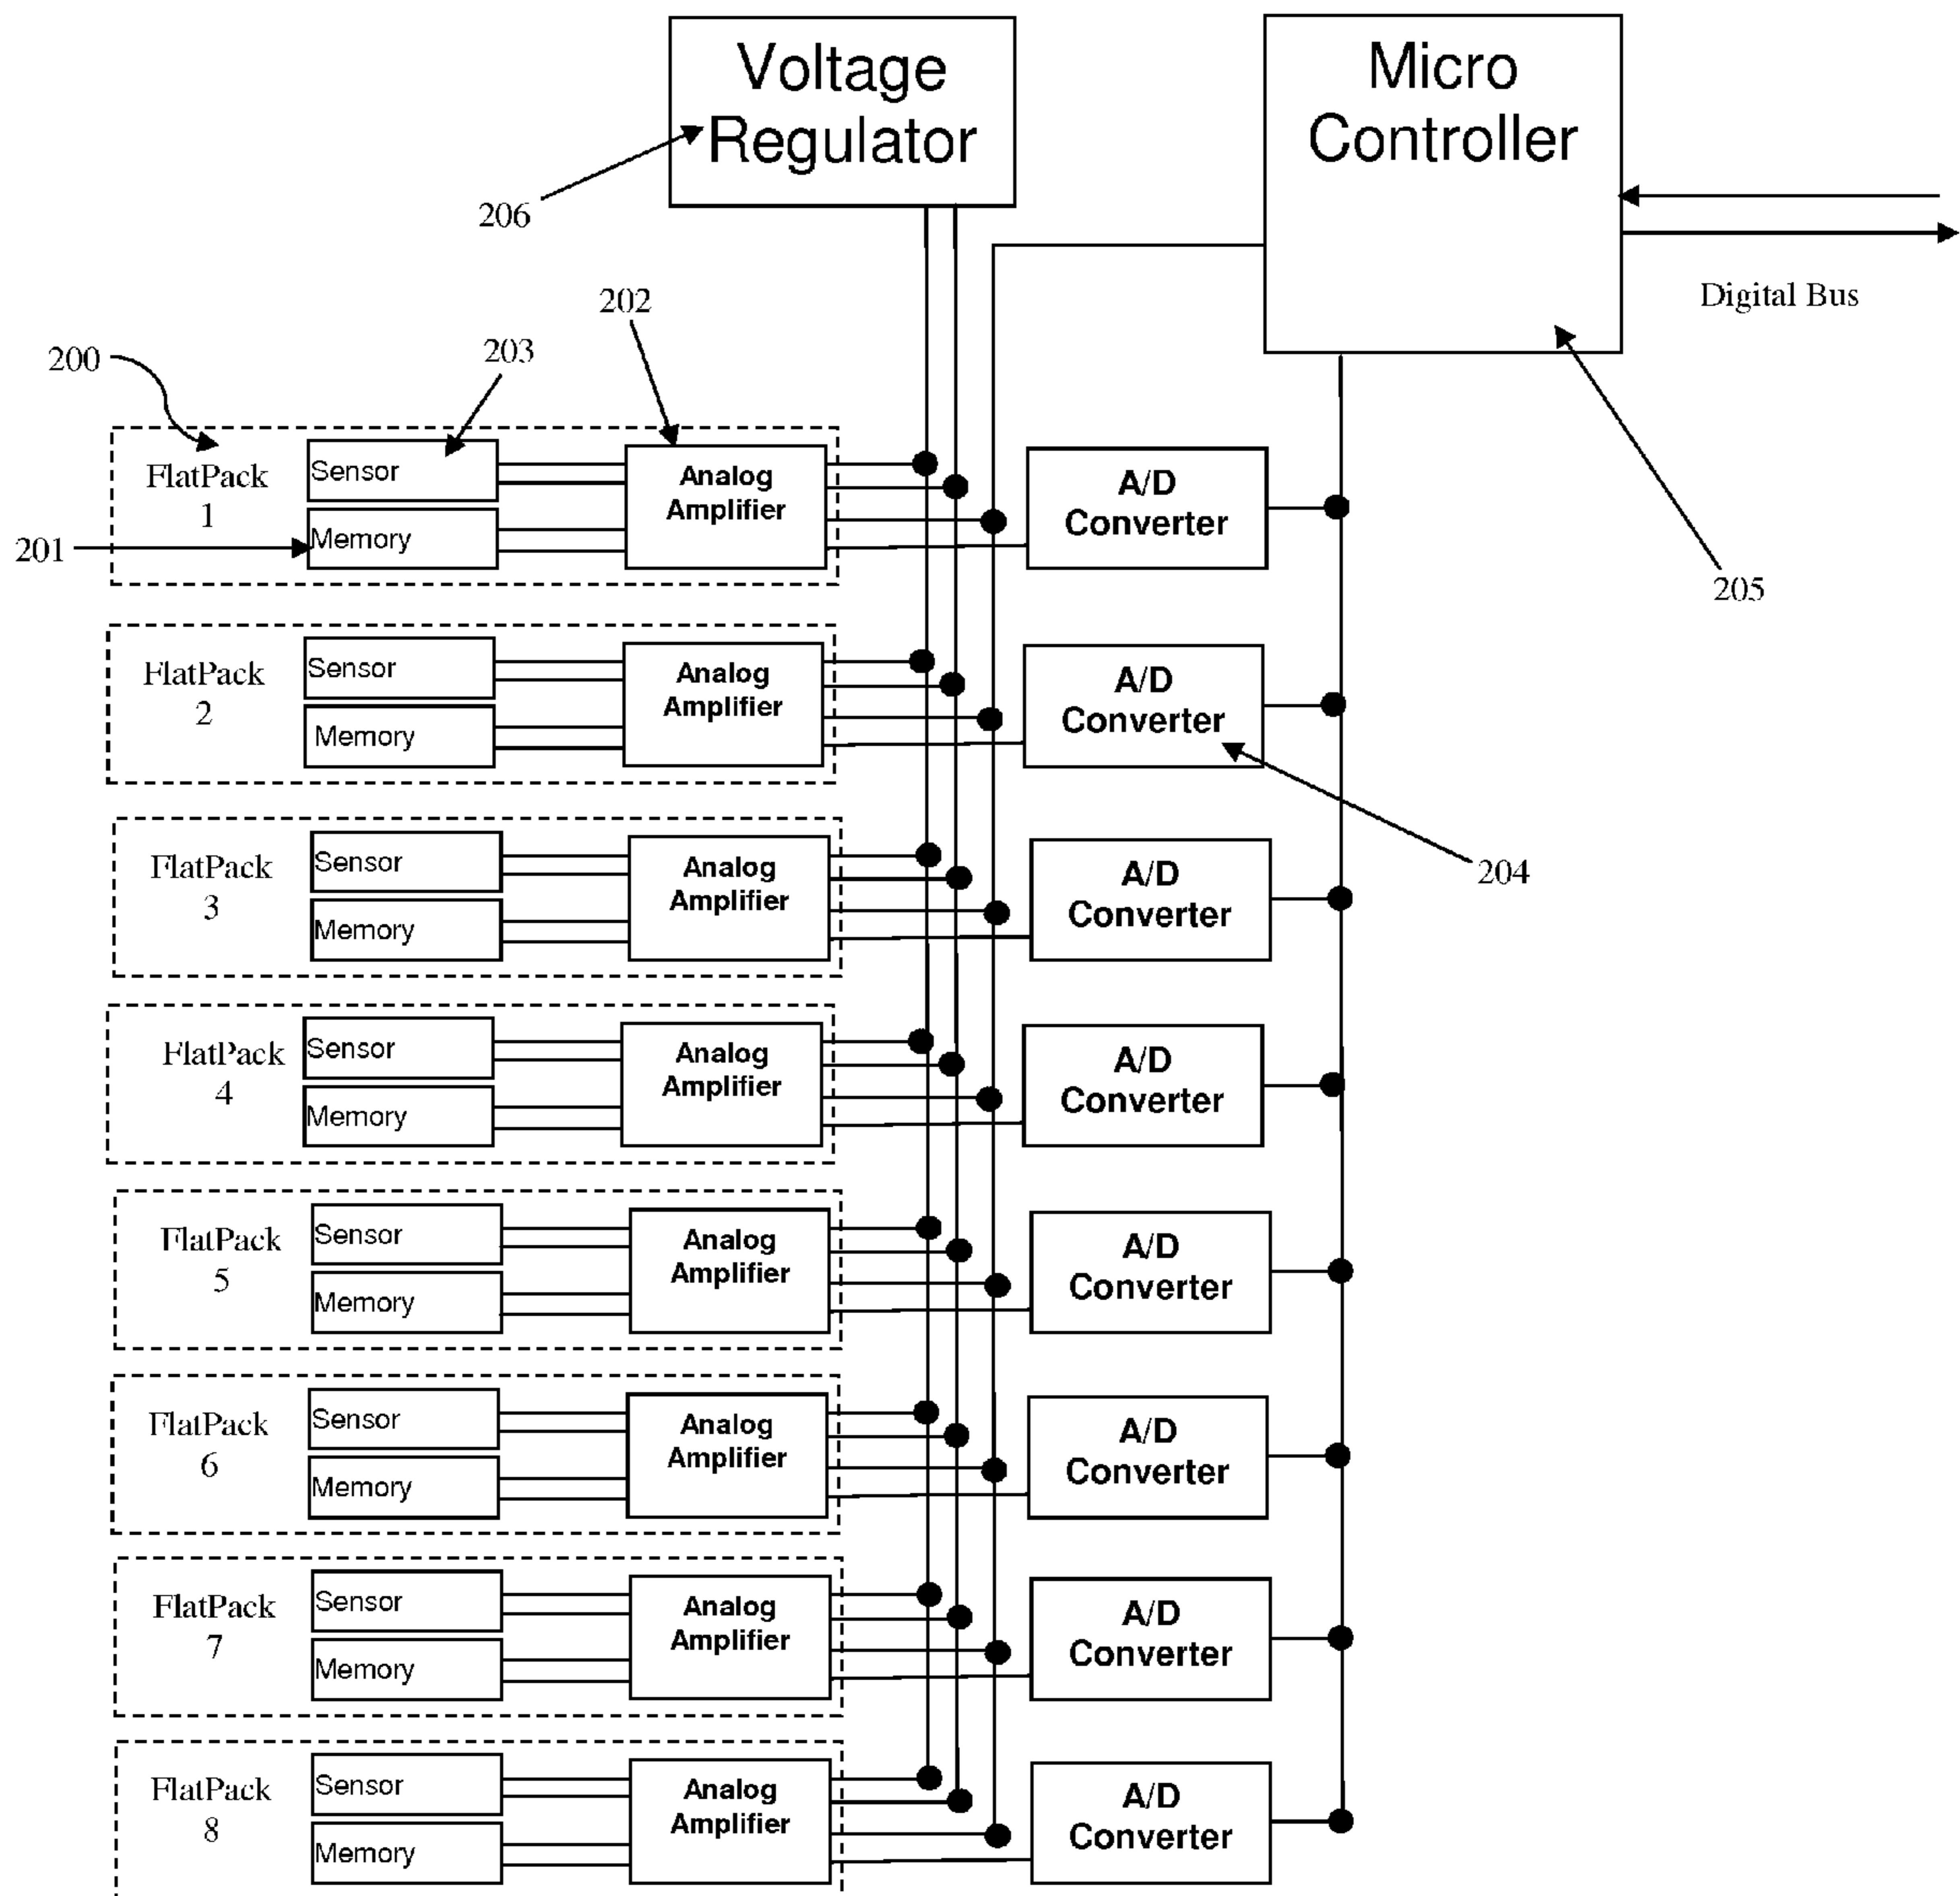 Voltage
Regulator
Micro
Controller
206
Digital Bus
202
203
200
FlatPack
1
Sensor
Memory
Analog
Amplifier
A/D
Converter
201
205
FlatPack
2
Sensor
Memory
Analog
Amplifier
A/D
Converter
204
FlatPack
3
Sensor
Memory
Analog
Amplifier
A/D
Converter
FlatPack
4
Sensor
Memory
Analog
Amplifier
A/D
Converter
FlatPack
5
Sensor
Memory
Analog
Amplifier
A/D
Converter
FlatPack
6
Sensor
Memory
Analog
Amplifier
A/D
Converter
FlatPack
7
Sensor
Memory
Analog
Amplifier
A/D
Converter
FlatPack
8
Sensor
Memory
Analog
Amplifier
A/D
Converter